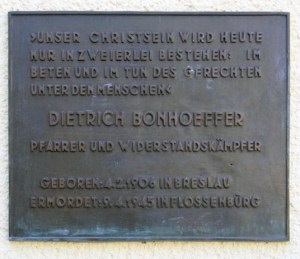 ›UNSER CHRISTSEIN WIRD HEUTE
NUR IN ZWEIERLEI BESTEHEN: IM
BETEN UND IM TUN DES GERECHTEN
UNTER DEN MENSCHEN‹
DIETRICH BONHOEFFER
PFARRER UND WIDERSTANDSKÄMPFER
GEBOREN: 4.2.1906 IN BRESLAU
ERMORDET: 9.4.1945 IN FLOSSENBÜRG